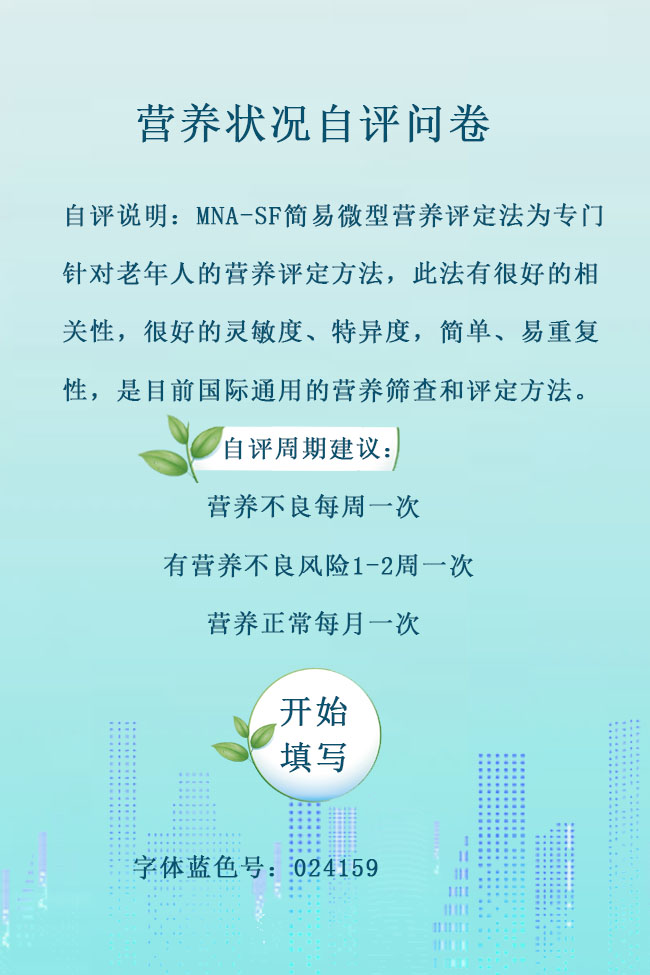 营养状况自评问卷
自评说明：MNA-SF简易微型营养评定法为专门
针对老年人的营养评定方法，此法有很好的相
关性，很好的灵敏度、特异度，简单、易重复
性，是目前国际通用的营养筛查和评定方法。
自评周期建议：
营养不良每周一次
有营养不良风险1-2周一次
营养正常每月一次
开始
填写
字体蓝色号：024159